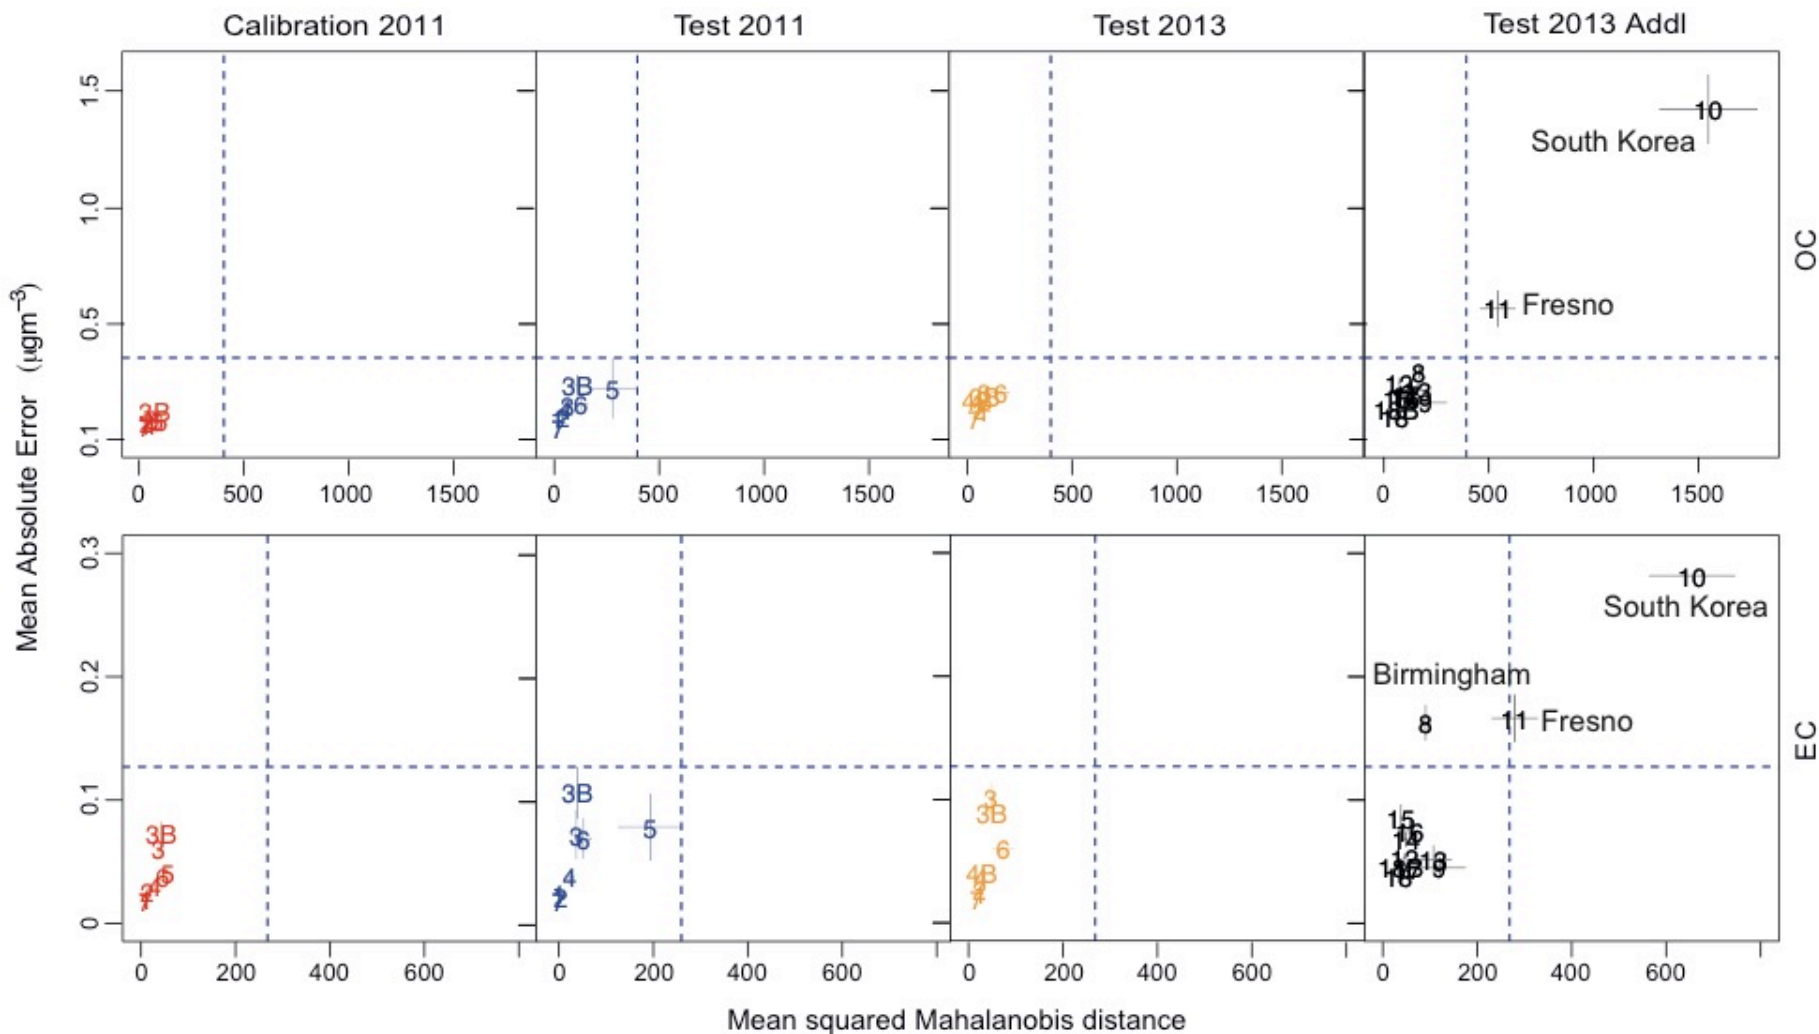 Calibration 2011 Test 2011 Test 2013 Test 2013 Addl
Mean Absolute Error (μgm⁻³)
1.5
1.0
0.5
0.1
10
South Korea
11 Fresno
8
3B
3B 5
3 6
6
7
OC
0 500 1000 1500 0 500 1000 1500 0 500 1000 1500 0 500 1000 1500
0.3
0.2
0.1
0
10
South Korea
Birmingham
8
11 Fresno
3B
3
5
3B
5
6
4
3
3B
6
4B
15
EC
0 200 400 600 0 200 400 600 0 200 400 600 0 200 400 600
Mean squared Mahalanobis distance